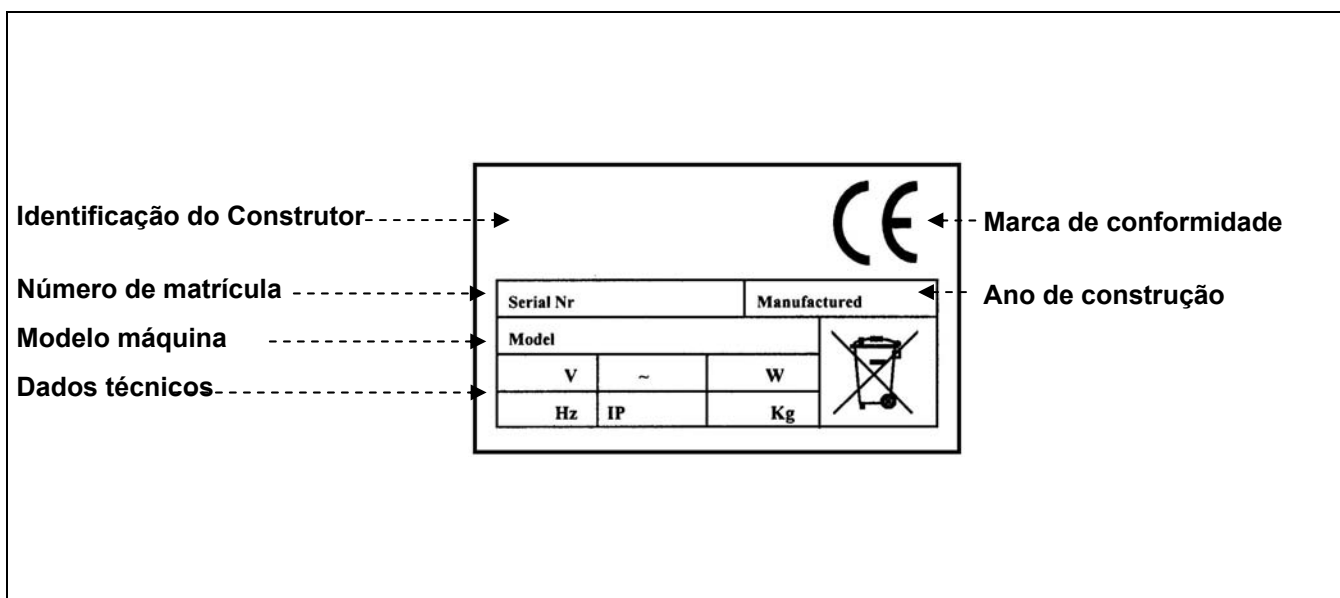 Identificação do Construtor
CE
Marca de conformidade
Número de matrícula
Serial Nr
Manufactured
Ano de construção
Modelo máquina
Model
Dados técnicos
V
~
W
Hz
IP
Kg